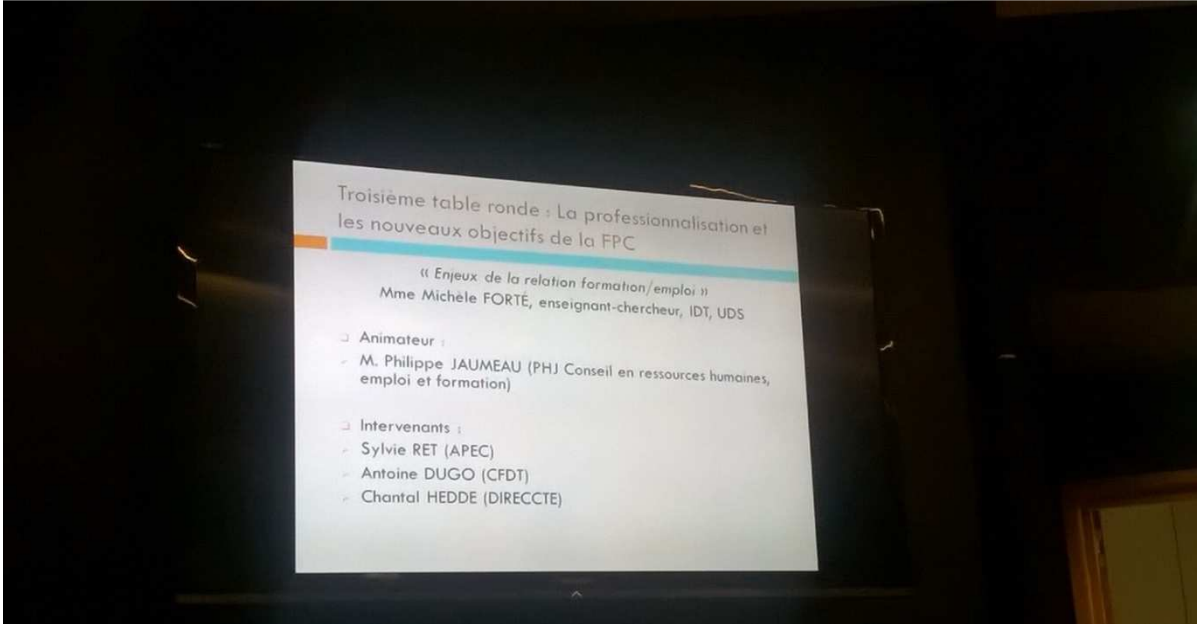 Troisième table ronde : La professionnalisation et
les nouveaux objectifs de la FPC
« Enjeux de la relation formation/emploi »
Mme Michèle FORTÉ, enseignant-chercheur, IDT, UDS
Animateur :
M. Philippe JAUMEAU (PHJ Conseil en ressources humaines,
emploi et formation)
Intervenants :
Sylvie RET (APEC)
Antoine DUGO (CFDT)
Chantal HEDDE (DIRECCTE)